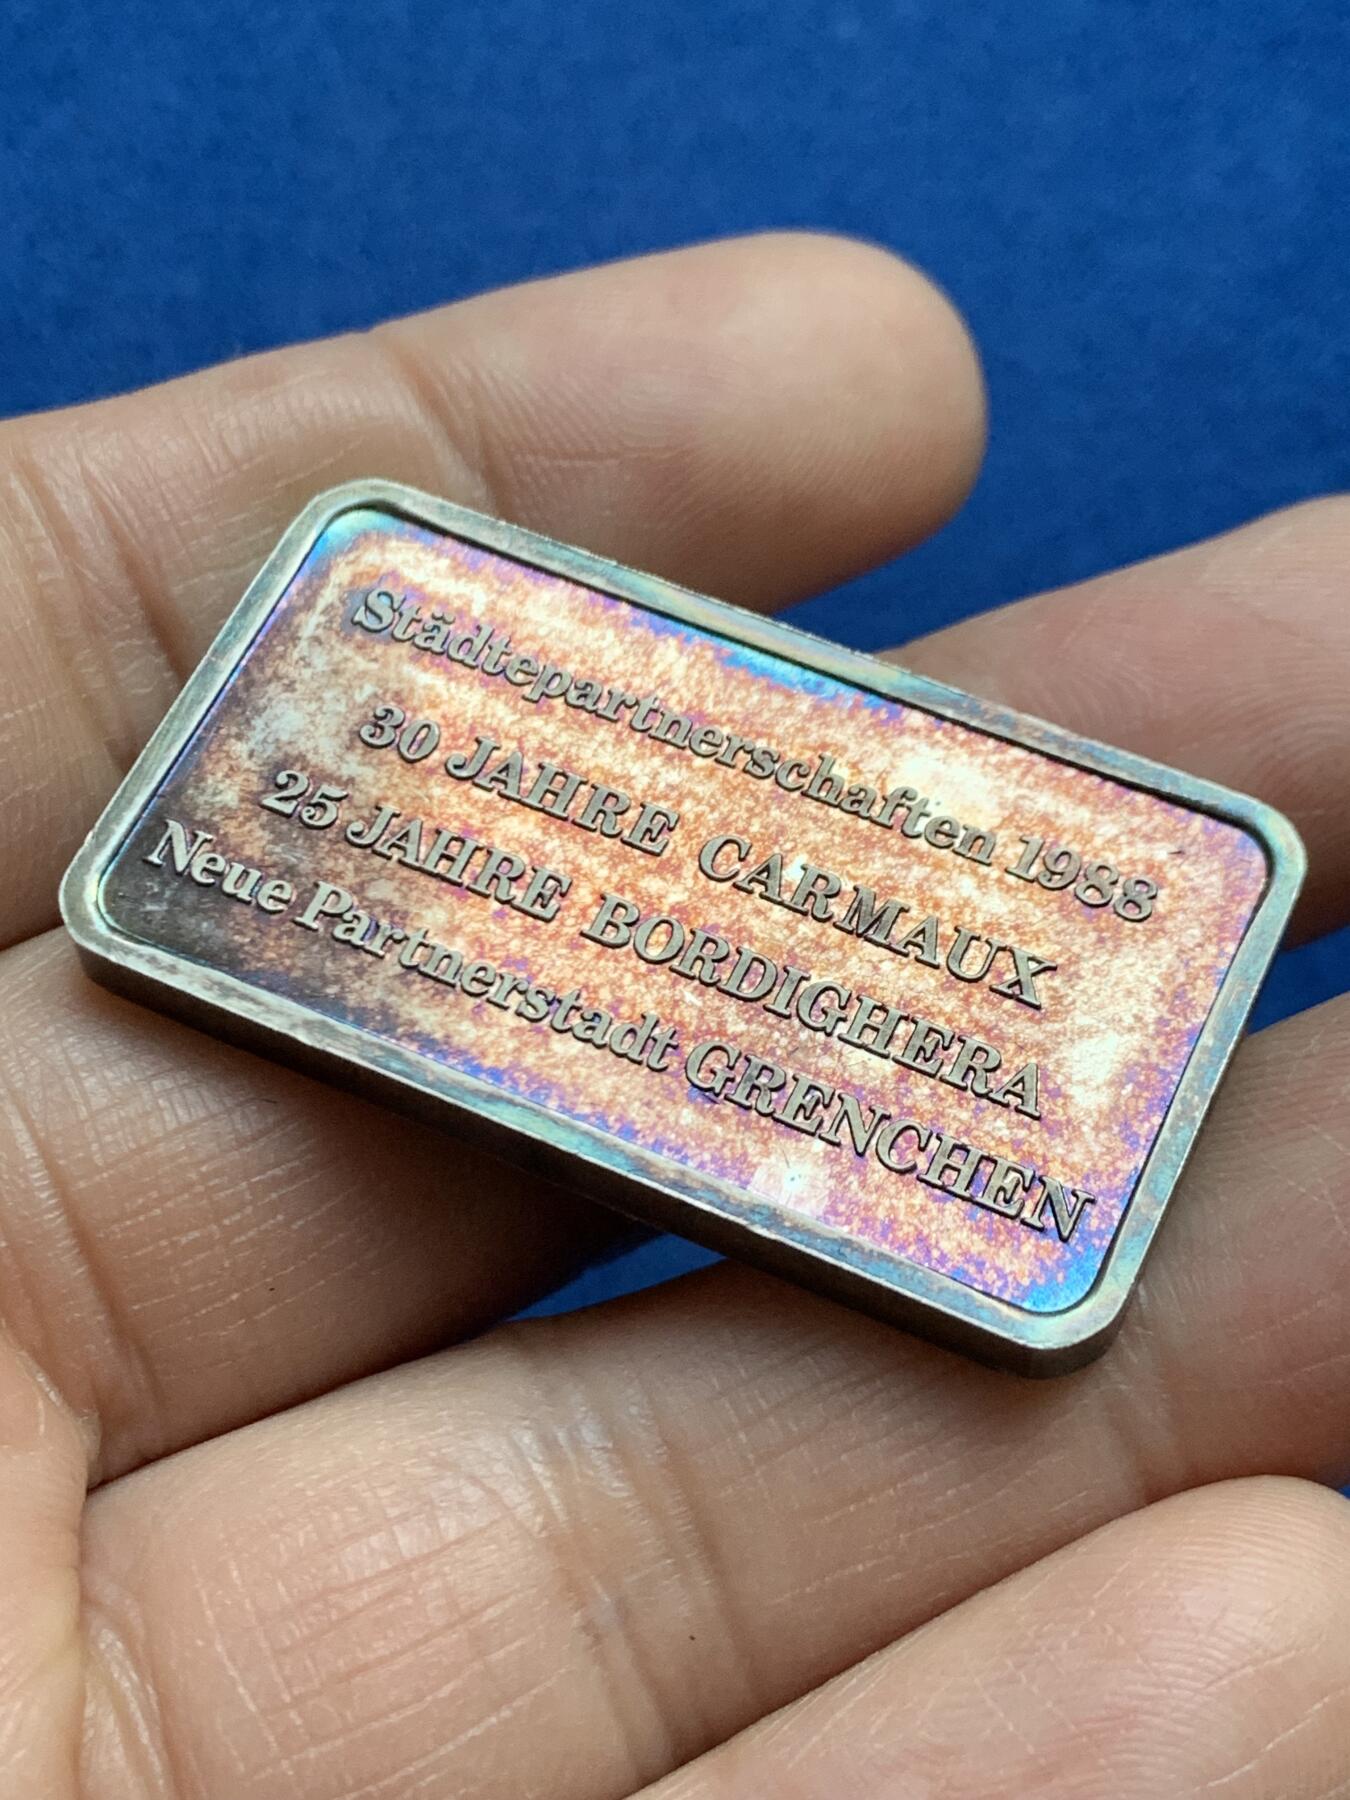 Städtepartnerschaften 1988
30 JAHRE CARMAUX
25 JAHRE BORDIGHERA
Neue Partnerstadt GRENCHEN